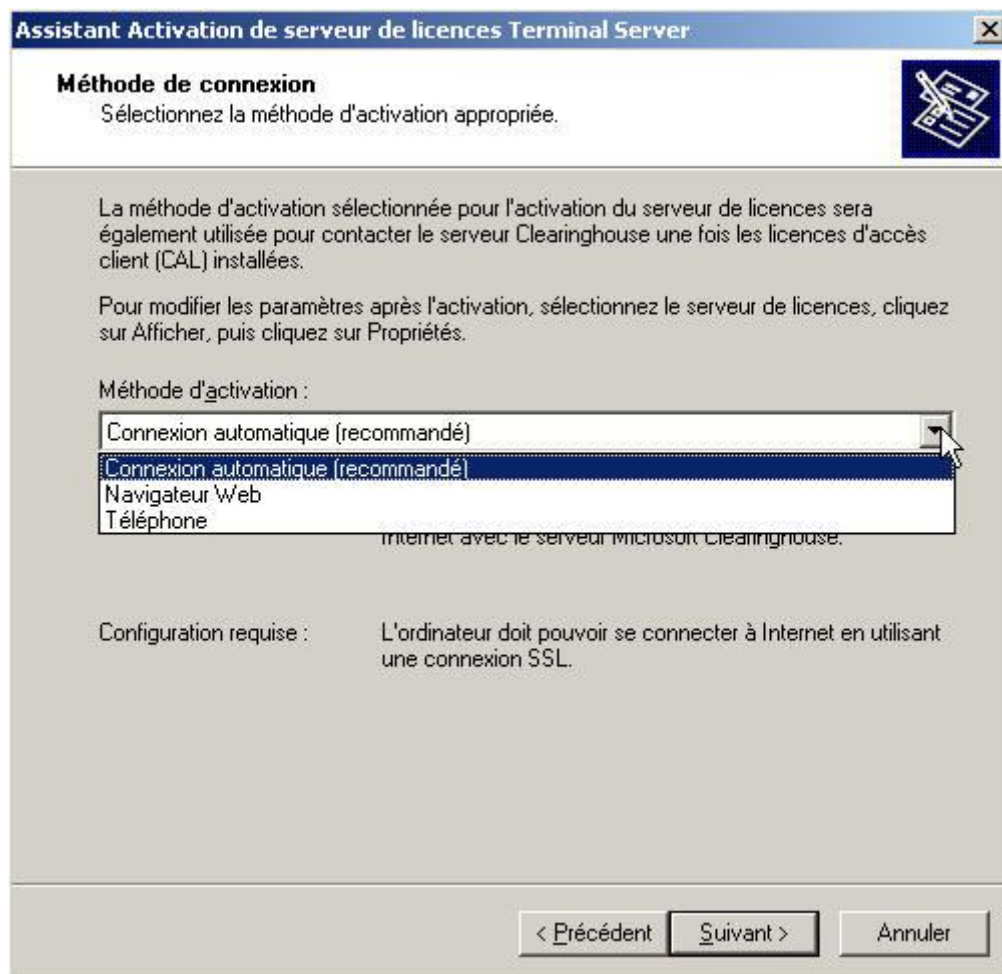 Assistant Activation de serveur de licences Terminal Server
Méthode de connexion
Sélectionnez la méthode d'activation appropriée.
La méthode d'activation sélectionnée pour l'activation du serveur de licences sera
également utilisée pour contacter le serveur Clearinghouse une fois les licences d'accès
client (CAL) installées.
Pour modifier les paramètres après l'activation, sélectionnez le serveur de licences, cliquez
sur Afficher, puis cliquez sur Propriétés.
Méthode d'activation :
Connexion automatique (recommandé)
Connexion automatique (recommandé)
Navigateur Web
Téléphone
Internet avec le serveur Microsoft Clearinghouse.
Configuration requise : L'ordinateur doit pouvoir se connecter à Internet en utilisant
une connexion SSL.
< Précédent Suivant > Annuler